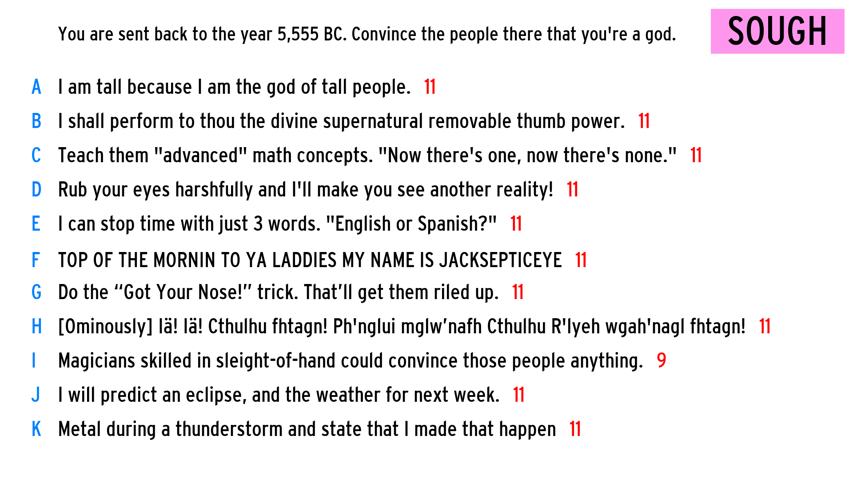 You are sent back to the year 5,555 BC. Convince the people there that you're a god.
SOUGH
A I am tall because I am the god of tall people. 11
B I shall perform to thou the divine supernatural removable thumb power. 11
C Teach them "advanced" math concepts. "Now there's one, now there's none." 11
D Rub your eyes harshfully and I'll make you see another reality! 11
E I can stop time with just 3 words. "English or Spanish?" 11
F TOP OF THE MORNIN TO YA LADDIES MY NAME IS JACKSEPTICEYE 11
G Do the “Got Your Nose!” trick. That’ll get them riled up. 11
H [Ominously] Iä! Iä! Cthulhu fhtagn! Ph'nglui mglw’nafh Cthulhu R'lyeh wgah'nagl fhtagn! 11
I Magicians skilled in sleight-of-hand could convince those people anything. 9
J I will predict an eclipse, and the weather for next week. 11
K Metal during a thunderstorm and state that I made that happen 11